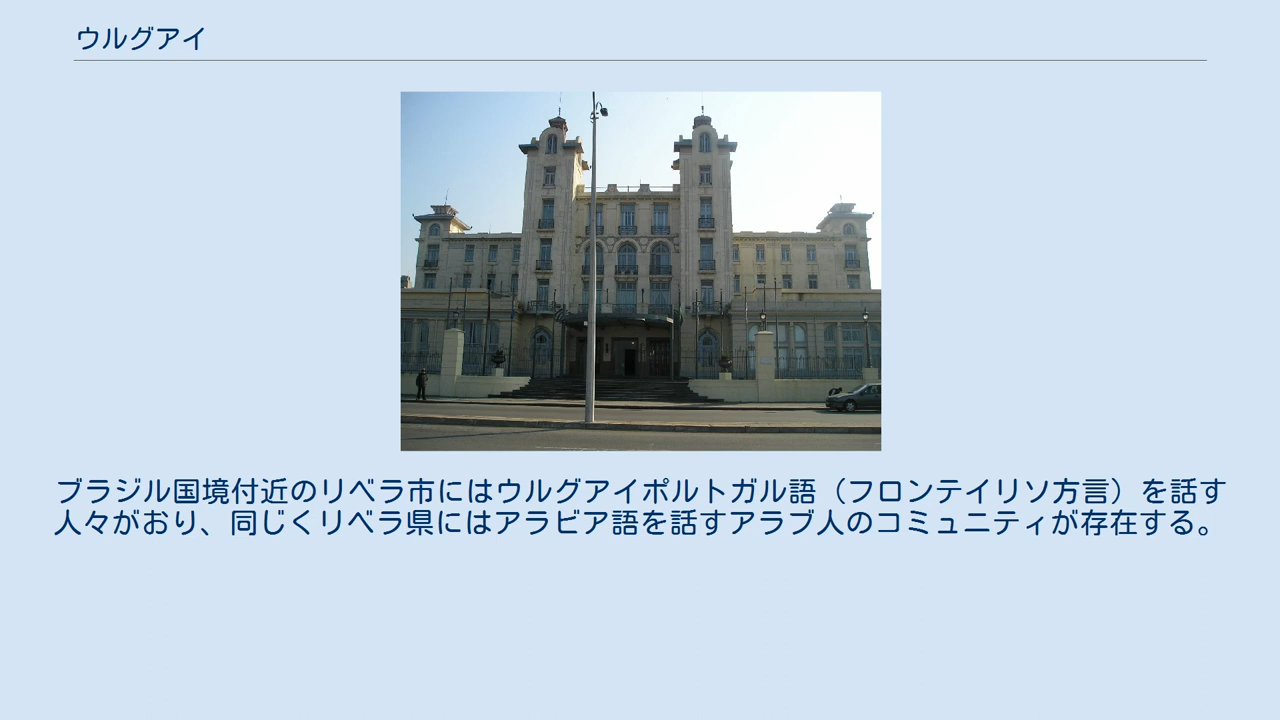 ウルグアイ
ブラジル国境付近のリベラ市にはウルグアイポルトガル語（フロンテイリソ方言）を話す
人々がおり、同じくリベラ県にはアラビア語を話すアラブ人のコミュニティが存在する。